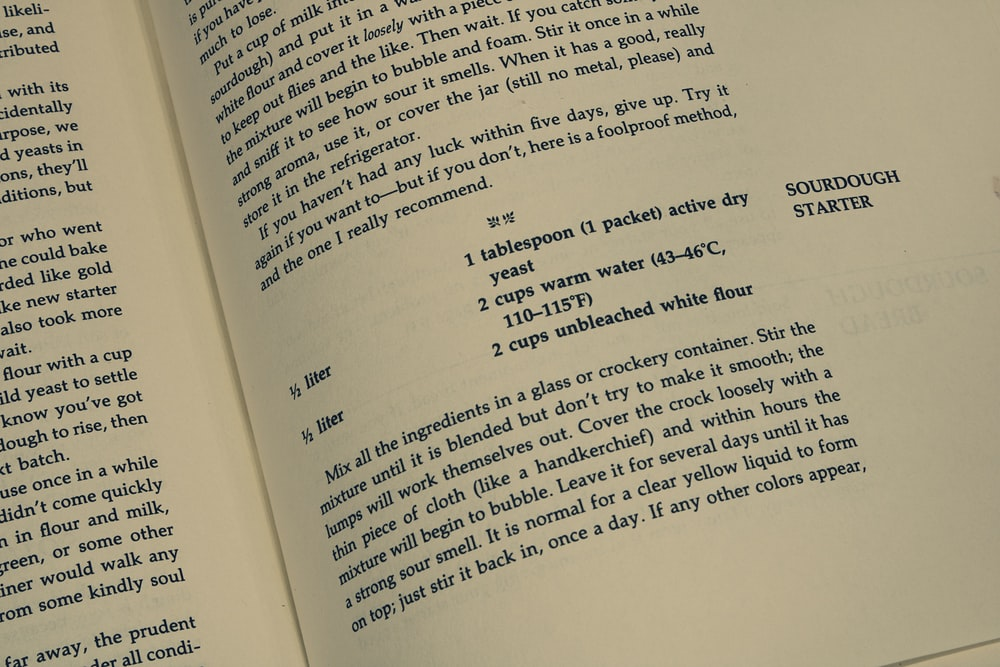 likeli-
se, and
tributed
with its
cidentally
rpose, we
d yeasts in
ons, they'll
ditions, but
or who went
ne could bake
rded like gold
ke new starter
also took more
vait.
flour with a cup
ild yeast to settle
know you've got
lough to rise, then
xt batch.
use once in a while
didn't come quickly
n in flour and milk,
green, or some other
iner would walk any
rom some kindly soul
far away, the prudent
der all condi-
is pur
if you have
much to lose.
Put a cup of milk into
sourdough) and put it in a wa
white flour and cover it loosely with a piece
to keep out flies and the like. Then wait. If you catch som
the mixture will begin to bubble and foam. Stir it once in a while
and sniff it to see how sour it smells. When it has a good, really
strong aroma, use it, or cover the jar (still no metal, please) and
store it in the refrigerator.
If you haven't had any luck within five days, give up. Try it
again if you want to—but if you don't, here is a foolproof method,
and the one I really recommend.
SOURDOUGH
STARTER
1 tablespoon (1 packet) active dry
yeast
2 cups warm water (43–46°C,
110–115°F)
2 cups unbleached white flour
½ liter
½ liter
Mix all the ingredients in a glass or crockery container. Stir the
mixture until it is blended but don't try to make it smooth; the
lumps will work themselves out. Cover the crock loosely with a
thin piece of cloth (like a handkerchief) and within hours the
mixture will begin to bubble. Leave it for several days until it has
a strong sour smell. It is normal for a clear yellow liquid to form
on top; just stir it back in, once a day. If any other colors appear,